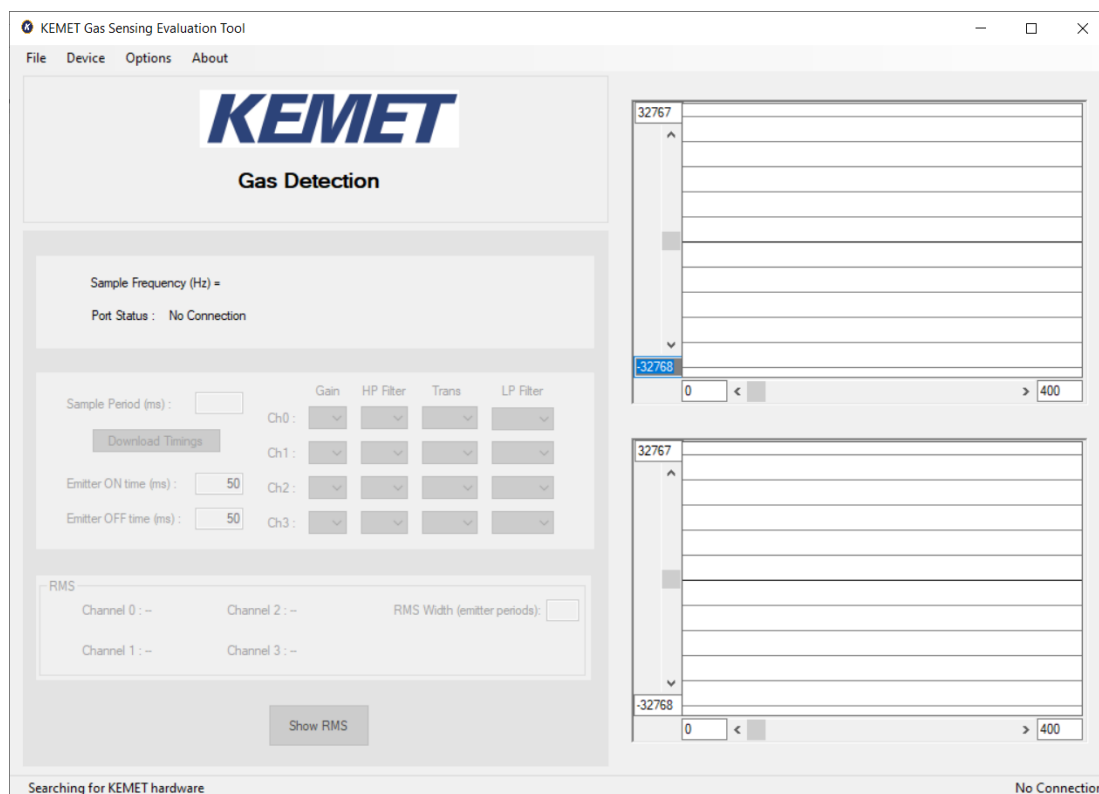 KEMET Gas Sensing Evaluation Tool
File Device Options About
KEMET
Gas Detection
Sample Frequency (Hz) =
Port Status : No Connection
Sample Period (ms) :
Download Timings
Emitter ON time (ms) : 50
Emitter OFF time (ms) : 50
Gain HP Filter Trans LP Filter
Ch0 :
Ch1 :
Ch2 :
Ch3 :
RMS
Channel 0 : -- Channel 2 : -- RMS Width (emitter periods):
Channel 1 : -- Channel 3 : --
Show RMS
32767
-32768
0 400
32767
-32768
0 400
Searching for KEMET hardware No Connection